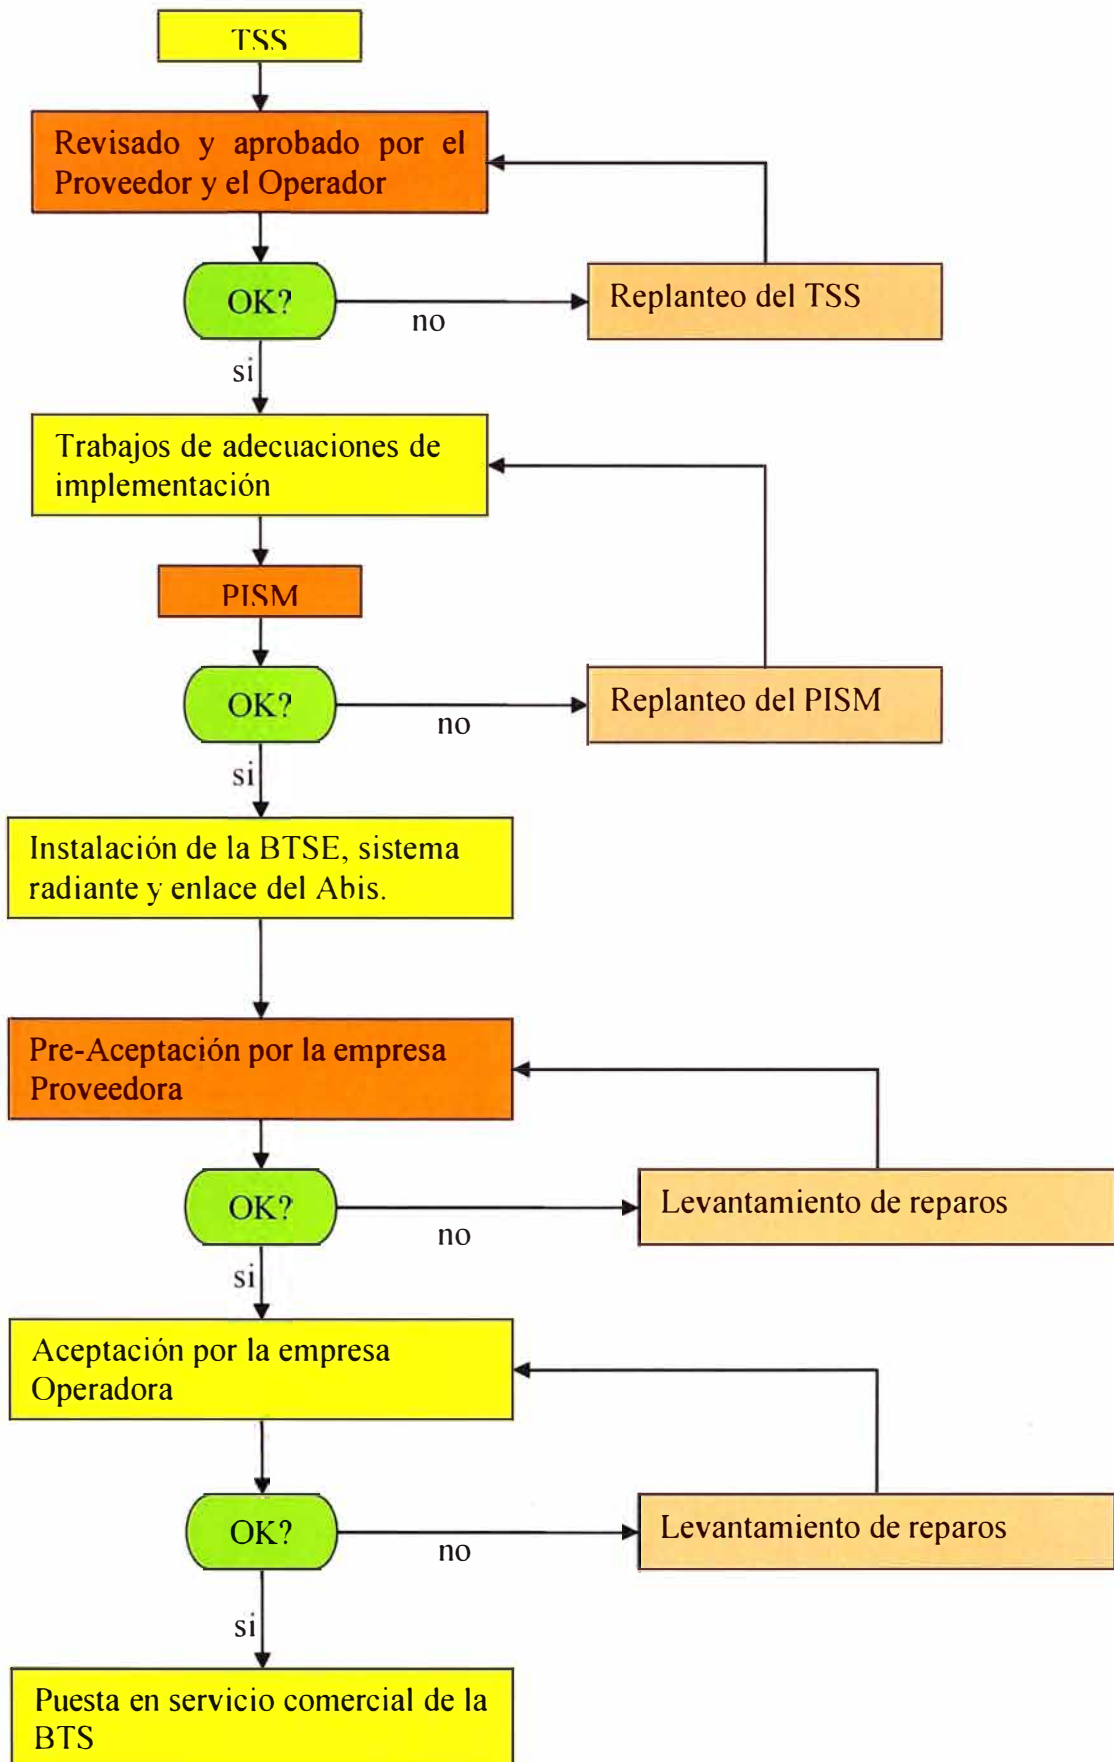 TSS
Revisado y aprobado por el
Proveedor y el Operador
OK?
no
Replanteo del TSS
si
Trabajos de adecuaciones de
implementación
PISM
OK?
no
Replanteo del PISM
si
Instalación de la BTSE, sistema
radiante y enlace del Abis.
Pre-Aceptación por la empresa
Proveedora
OK?
no
Levantamiento de reparos
si
Aceptación por la empresa
Operadora
OK?
no
Levantamiento de reparos
si
Puesta en servicio comercial de la
BTS